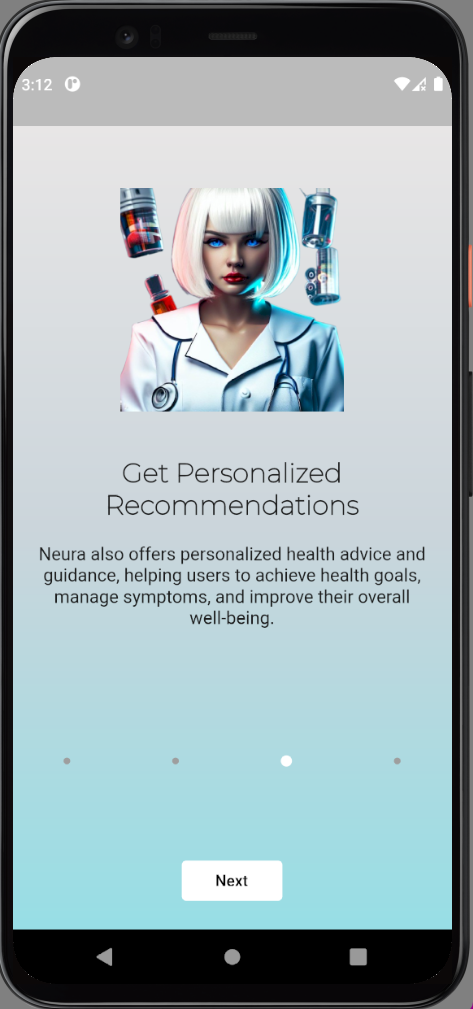 3:12
Get Personalized
Recommendations
Neura also offers personalized health advice and
guidance, helping users to achieve health goals,
manage symptoms, and improve their overall
well-being.
Next